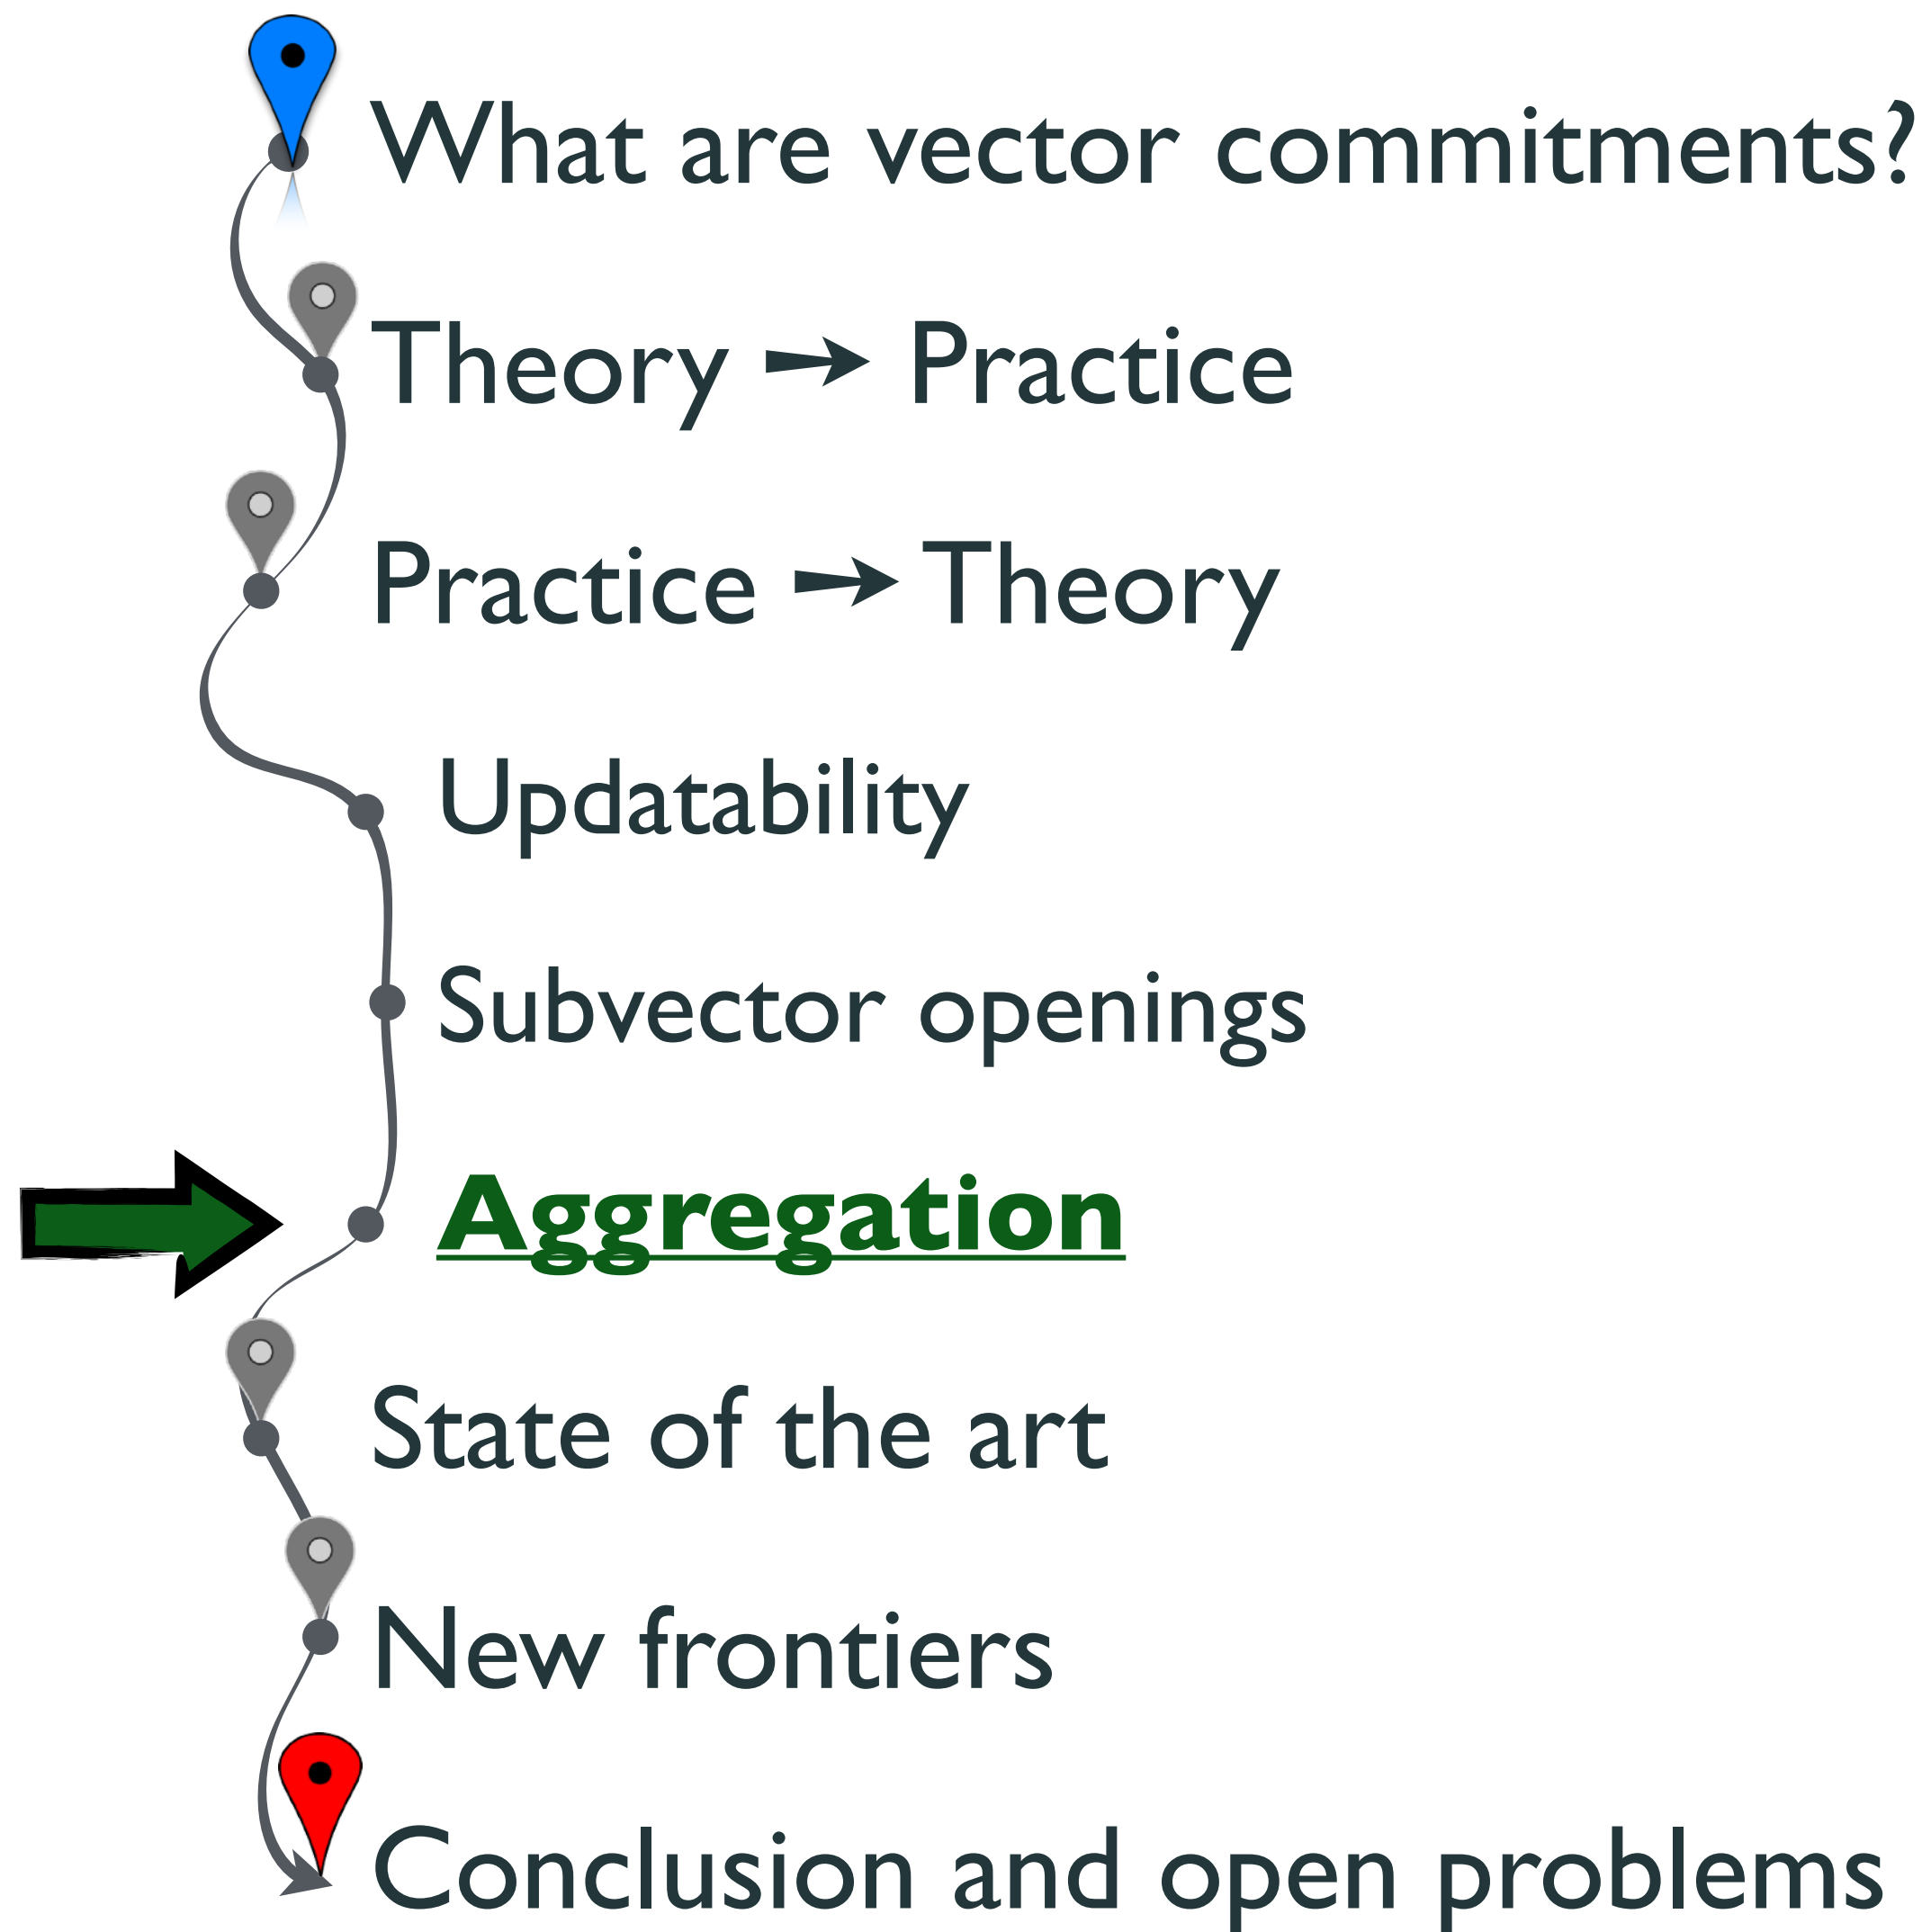 What are vector commitments?
Theory → Practice
Practice → Theory
Updatability
Subvector openings
Aggregation
State of the art
New frontiers
Conclusion and open problems